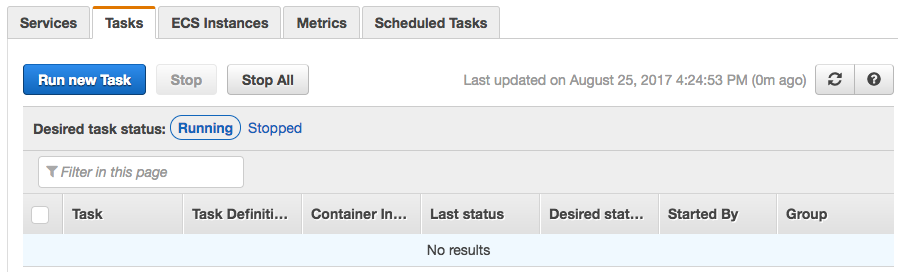 Services Tasks ECS Instances Metrics Scheduled Tasks
Run new Task Stop Stop All Last updated on August 25, 2017 4:24:53 PM (0m ago)
Desired task status: Running Stopped
Filter in this page
Task Task Definiti... Container In... Last status Desired stat... Started By Group
No results